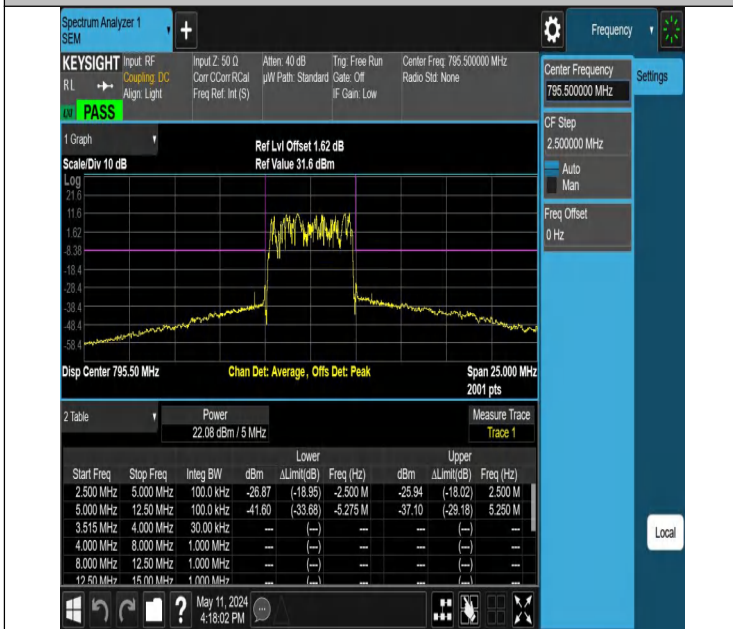 Spectrum Analyzer 1
SEM
+
Frequency
KEYSIGHT
RL
PASS
Input: RF
Coupling: DC
Align: Light
Input Z: 50 Ω
Corr CCorr RCal
Freq Ref: Int (S)
Atten: 40 dB
µW Path: Standard
Trig: Free Run
Gate: Off
IF Gain: Low
Center Freq: 795.500000 MHz
Radio Std: None
Center Frequency
795.500000 MHz
Settings
CF Step
2.500000 MHz
Auto
Man
Freq Offset
0 Hz
1 Graph
Scale/Div 10 dB
Ref Lvl Offset 1.62 dB
Ref Value 31.6 dBm
Log
21.6
11.6
1.62
-8.38
-18.4
-28.4
-38.4
-48.4
-58.4
Disp Center 795.50 MHz
Chan Det: Average, Offs Det: Peak
Span 25.000 MHz
2001 pts
2 Table
Power
22.08 dBm / 5 MHz
Measure Trace
Trace 1
Lower Upper
Start Freq Stop Freq Integ BW dBm ΔLimit(dB) Freq (Hz) dBm ΔLimit(dB) Freq (Hz)
2.500 MHz 5.000 MHz 100.0 kHz -26.87 (-18.95) -2.500 M -25.94 (-18.02) 2.500 M
5.000 MHz 12.50 MHz 100.0 kHz -41.60 (-33.68) -5.275 M -37.10 (-29.18) 5.250 M
3.515 MHz 4.000 MHz 30.00 kHz --- (---) --- --- (---) ---
4.000 MHz 8.000 MHz 1.000 MHz --- (---) --- --- (---) ---
8.000 MHz 12.50 MHz 1.000 MHz --- (---) --- --- (---) ---
12.50 MHz 15.00 MHz 1.000 MHz --- (---) --- --- (---) ---
Local
?
May 11, 2024
4:18:02 PM